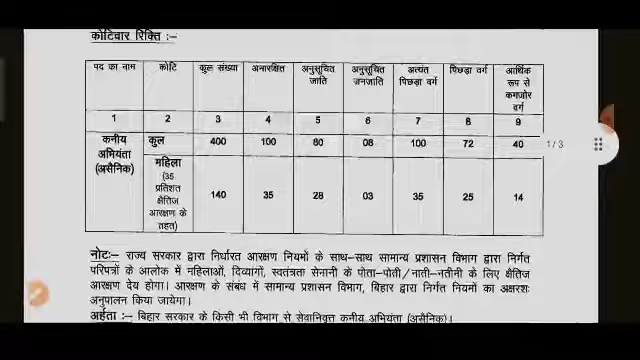 कोटिवार रिक्ति :–
पद का नाम कोटि कुल संख्या अनारक्षित अनुसूचित जाति अनुसूचित जनजाति अत्यंत पिछड़ा वर्ग पिछड़ा वर्ग आर्थिक रूप से कमजोर वर्ग
1 2 3 4 5 6 7 8 9
कनीय अभियंता (असैनिक) कुल 400 100 80 08 100 72 40
महिला (35 प्रतिशत क्षैतिज आरक्षण के तहत) 140 35 28 03 35 25 14
1/3
नोटः– राज्य सरकार द्वारा निर्धारत आरक्षण नियमों के साथ–साथ सामान्य प्रशासन विभाग द्वारा निर्गत
परिपत्रों के आलोक में महिलाओं, दिव्यांगों, स्वतंत्रता सेनानी के पोता–पोती/नाती–नतीनी के लिए क्षैतिज
आरक्षण देय होगा। आरक्षण के संबंध में सामान्य प्रशासन विभाग, बिहार द्वारा निर्गत नियमों का अक्षरशः
अनुपालन किया जायेगा।
अर्हता :– बिहार सरकार के किसी भी विभाग से सेवानिवृत कनीय अभियंता (असैनिक)।